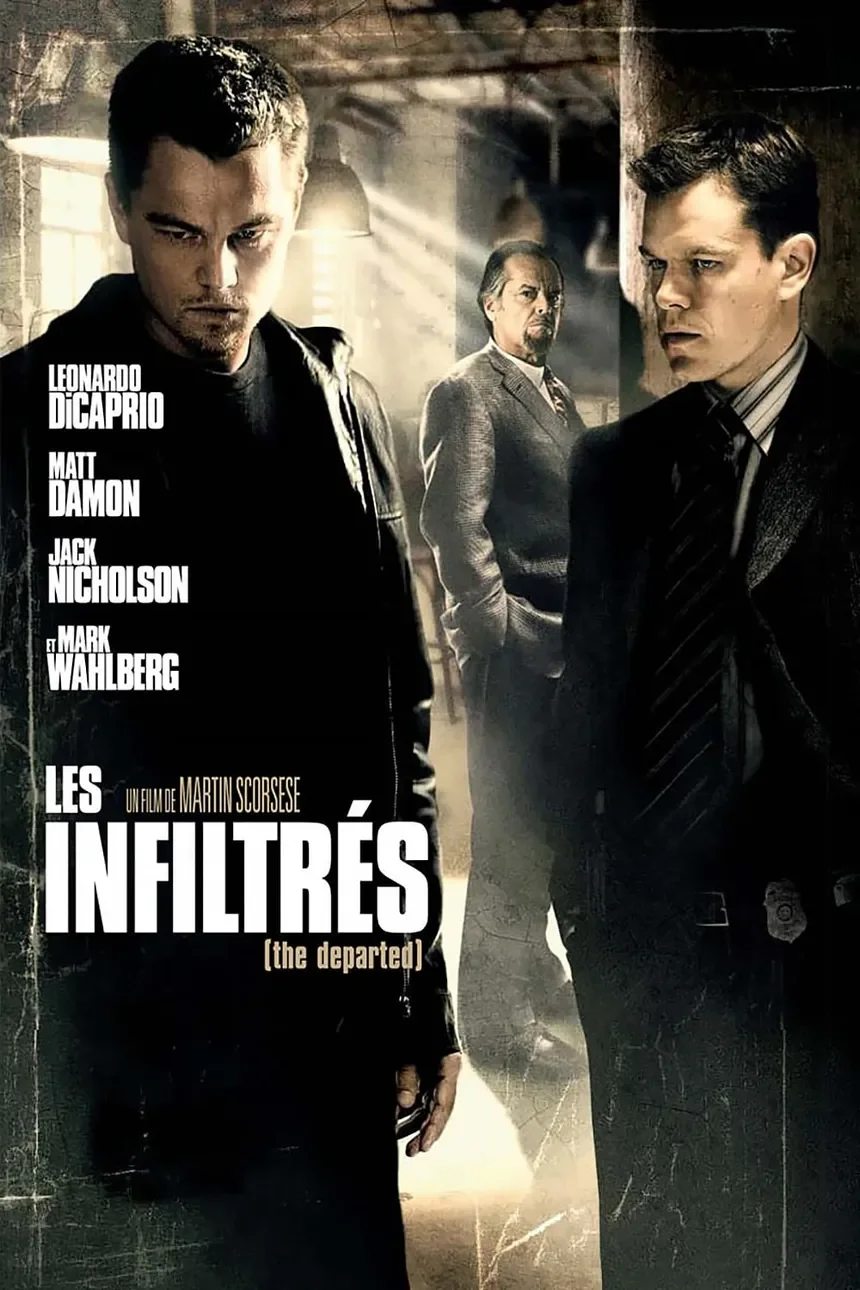 LEONARDO
DiCAPRIO
MATT
DAMON
JACK
NICHOLSON
ET MARK
WAHLBERG
LES UN FILM DE MARTIN SCORSESE
INFILTRÉS
(the departed)